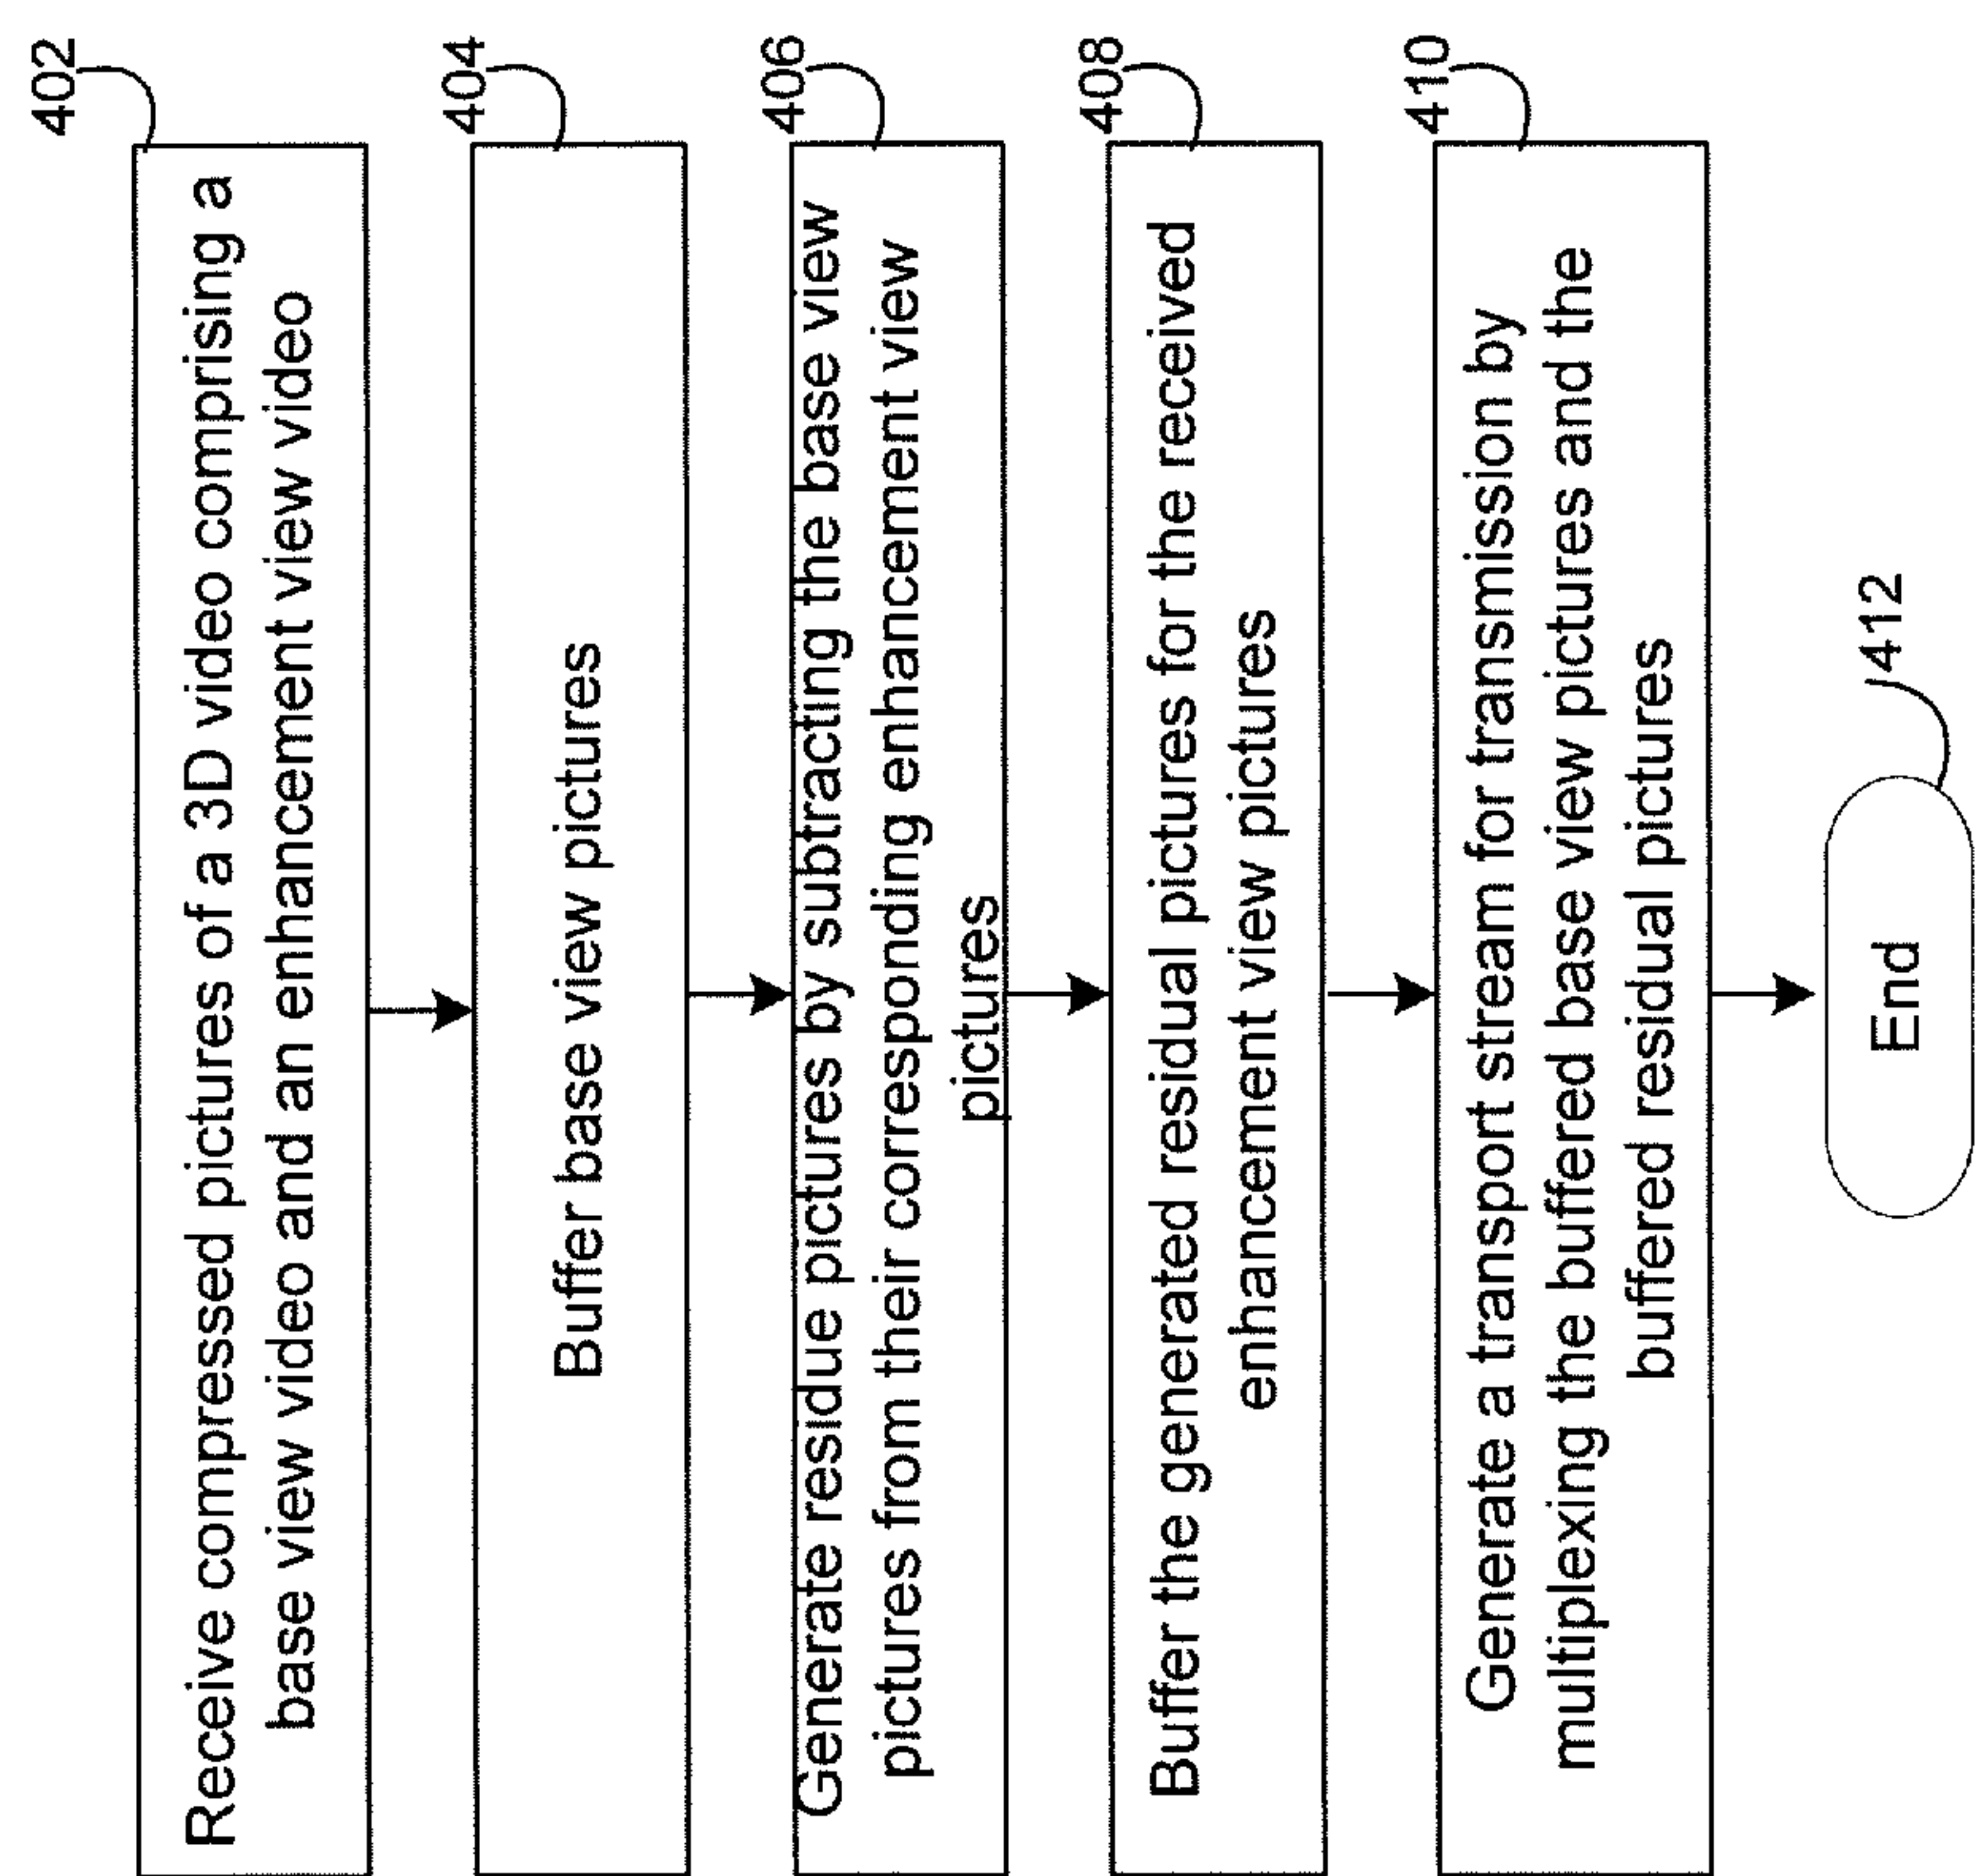 402
Receive compressed pictures of a 3D video comprising a
base view video and an enhancement view video
404
Buffer base view pictures
406
Generate residue pictures by subtracting the base view
pictures from their corresponding enhancement view
pictures
408
Buffer the generated residual pictures for the received
enhancement view pictures
410
Generate a transport stream for transmission by
multiplexing the buffered base view pictures and the
buffered residual pictures
412
End